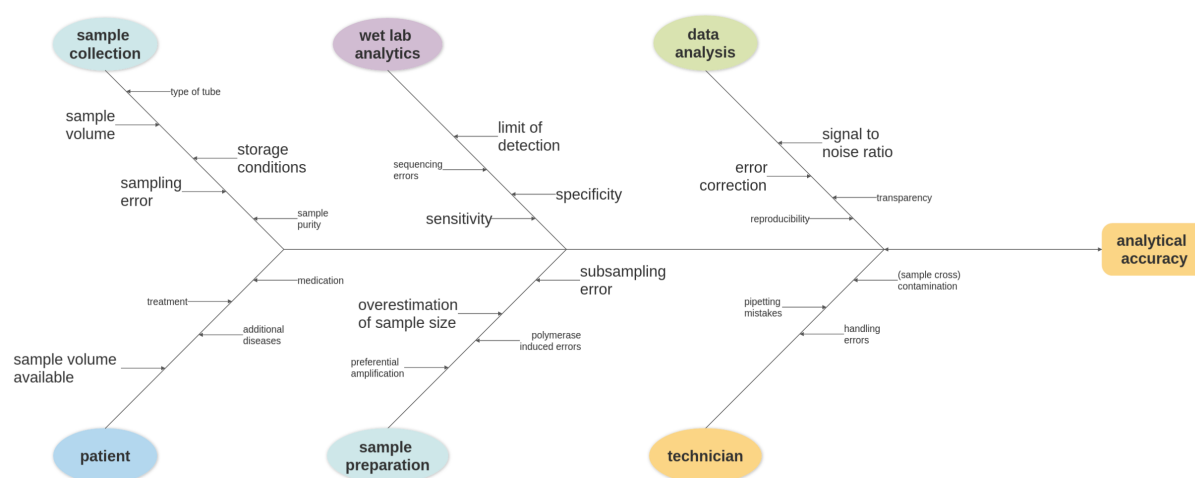 sample
collection
wet lab
analytics
data
analysis
type of tube
sample
volume
storage
conditions
sampling
error
sample
purity
limit of
detection
sequencing
errors
specificity
sensitivity
signal to
noise ratio
error
correction
transparency
reproducibility
analytical
accuracy
medication
treatment
additional
diseases
sample volume
available
subsampling
error
overestimation
of sample size
polymerase
induced errors
preferential
amplification
(sample cross)
contamination
pipetting
mistakes
handling
errors
patient
sample
preparation
technician